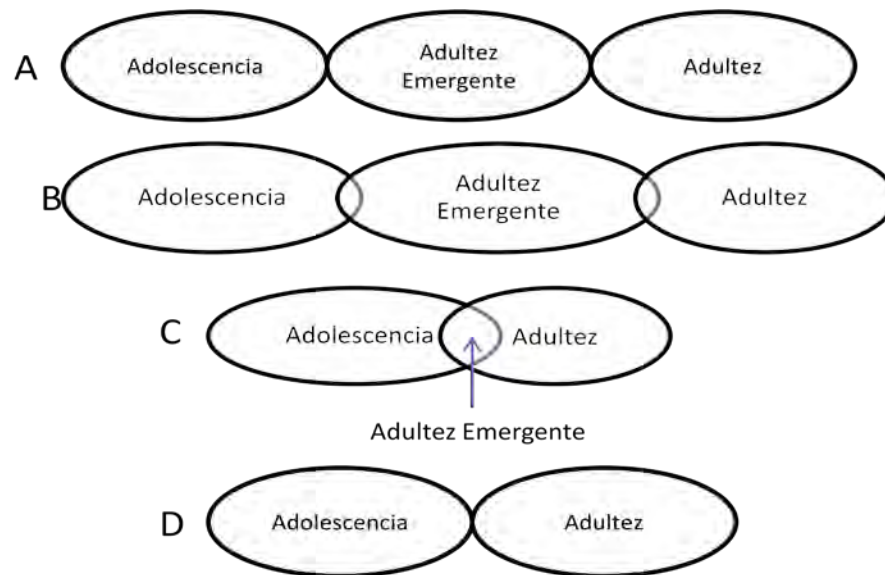 A
Adolescencia
Adultez
Emergente
Adultez
B
Adolescencia
Adultez
Emergente
Adultez
C
Adolescencia
Adultez
Adultez Emergente
D
Adolescencia
Adultez